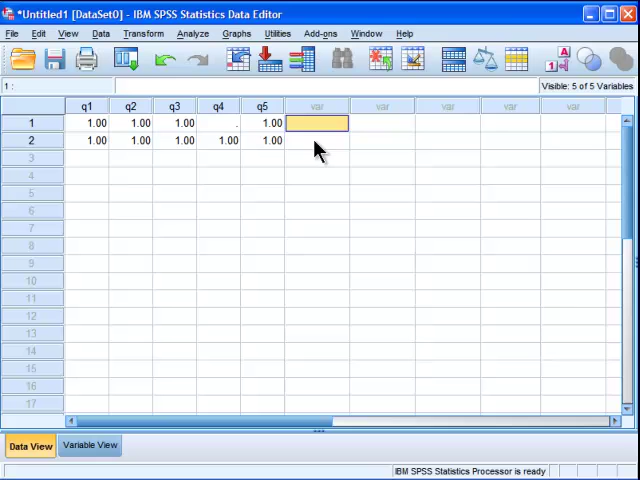 *Untitled1 [DataSet0] - IBM SPSS Statistics Data Editor
File Edit View Data Transform Analyze Graphs Utilities Add-ons Window Help
1 :
Visible: 5 of 5 Variables
q1 q2 q3 q4 q5 var var var var var
1 1.00 1.00 1.00 . 1.00
2 1.00 1.00 1.00 1.00 1.00
3
4
5
6
7
8
9
10
11
12
13
14
15
16
17
Data View Variable View
IBM SPSS Statistics Processor is ready